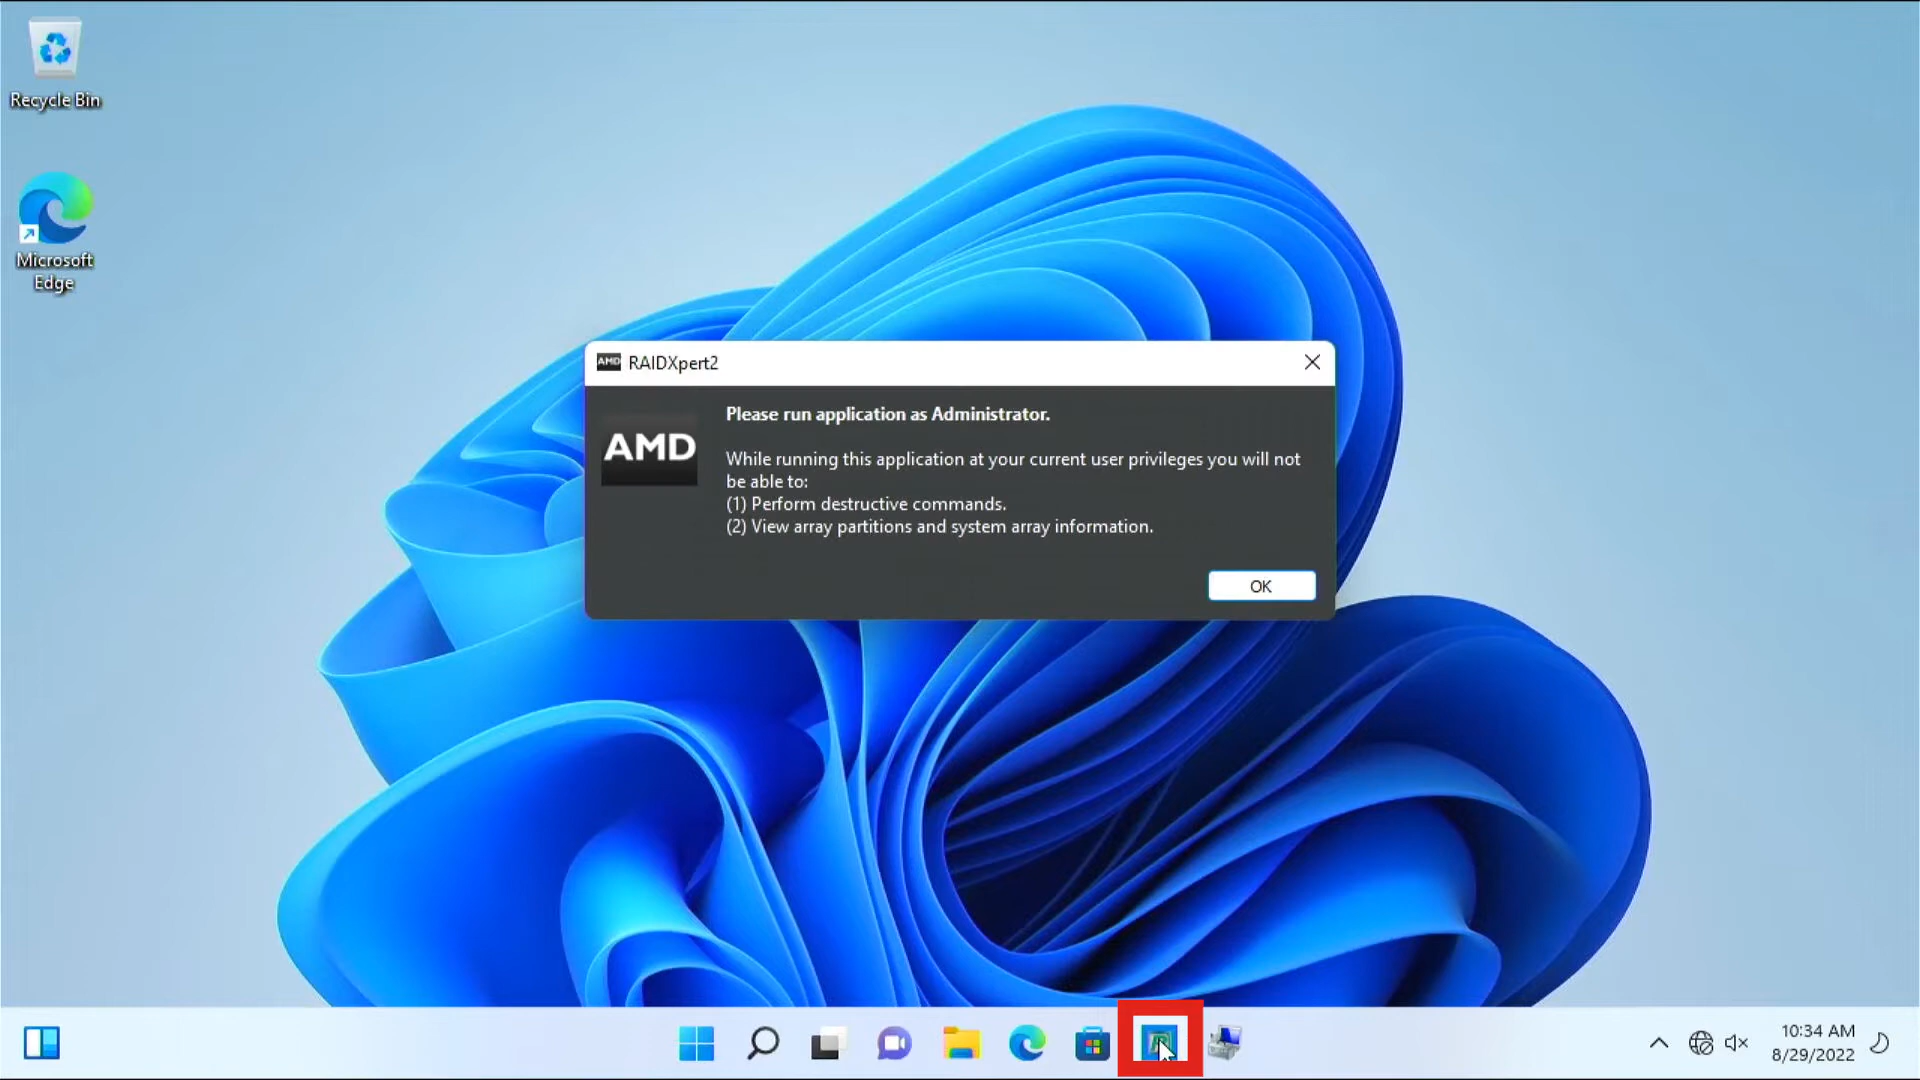 Recycle Bin
Microsoft
Edge
AMD RAIDXpert2
AMD
Please run application as Administrator.
While running this application at your current user privileges you will not
be able to:
(1) Perform destructive commands.
(2) View array partitions and system array information.
OK
10:34 AM
8/29/2022